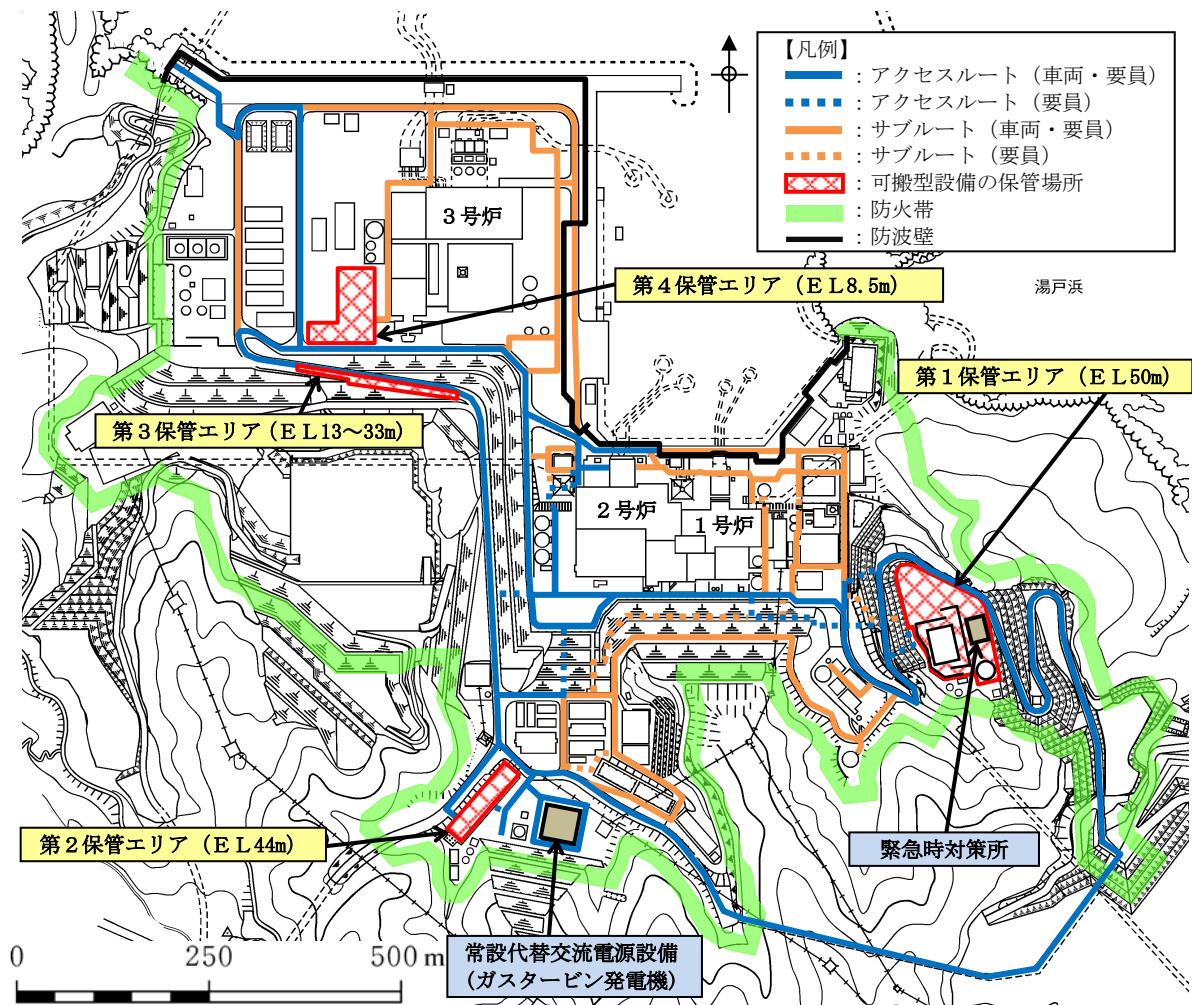 【凡例】
：アクセスルート（車両・要員）
：アクセスルート（要員）
：サブルート（車両・要員）
：サブルート（要員）
：可搬型設備の保管場所
：防火帯
：防波壁
３号炉
第４保管エリア（ＥＬ8.5m）
湯戸浜
第１保管エリア（ＥＬ50m）
第３保管エリア（ＥＬ13～33m）
２号炉
１号炉
第２保管エリア（ＥＬ44m）
緊急時対策所
常設代替交流電源設備
（ガスタービン発電機）
0 250 500 m